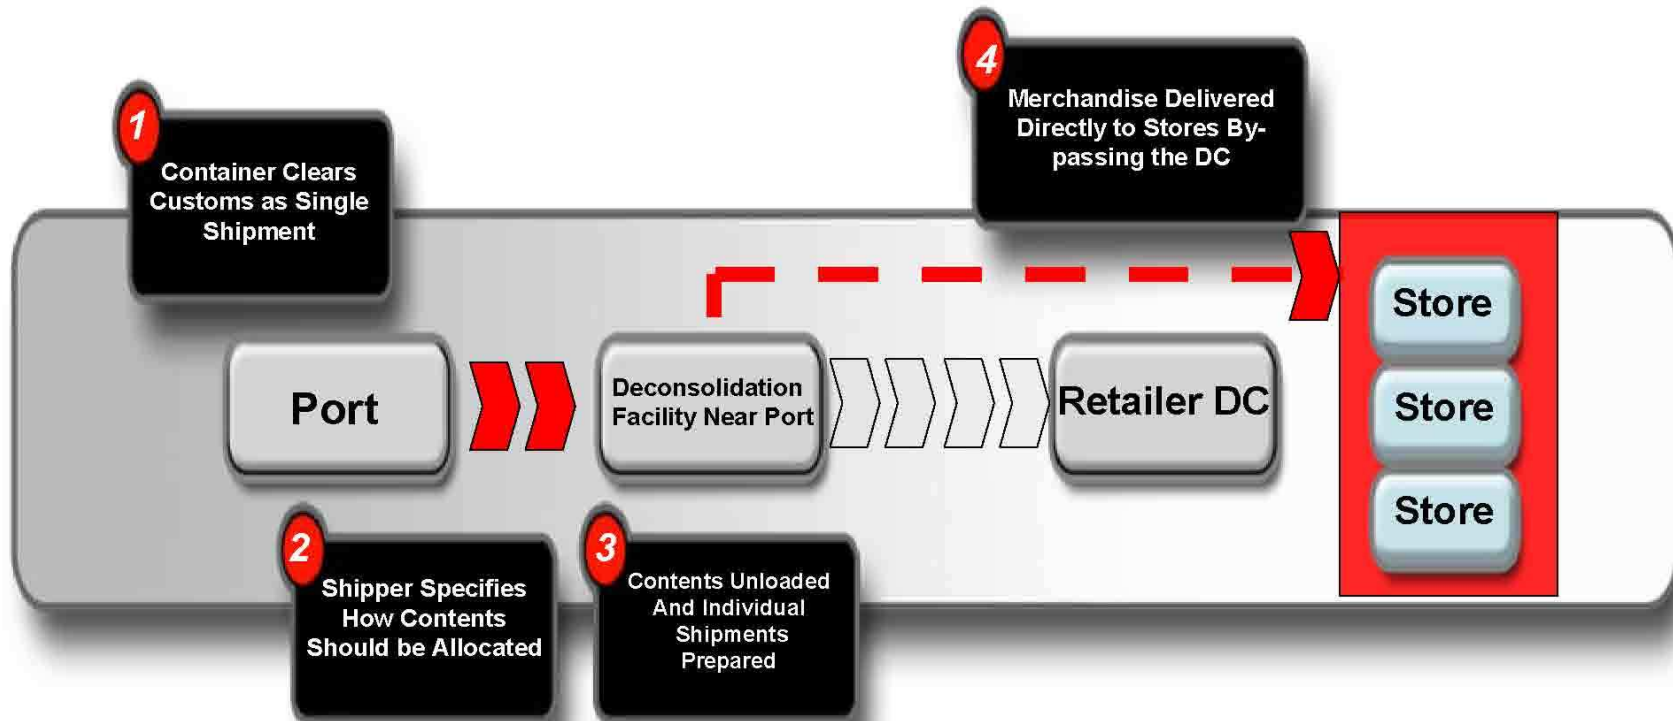 1
Container Clears
Customs as Single
Shipment
4
Merchandise Delivered
Directly to Stores By-
passing the DC
Port
Deconsolidation
Facility Near Port
Retailer DC
Store
Store
Store
2
Shipper Specifies
How Contents
Should be Allocated
3
Contents Unloaded
And Individual
Shipments
Prepared